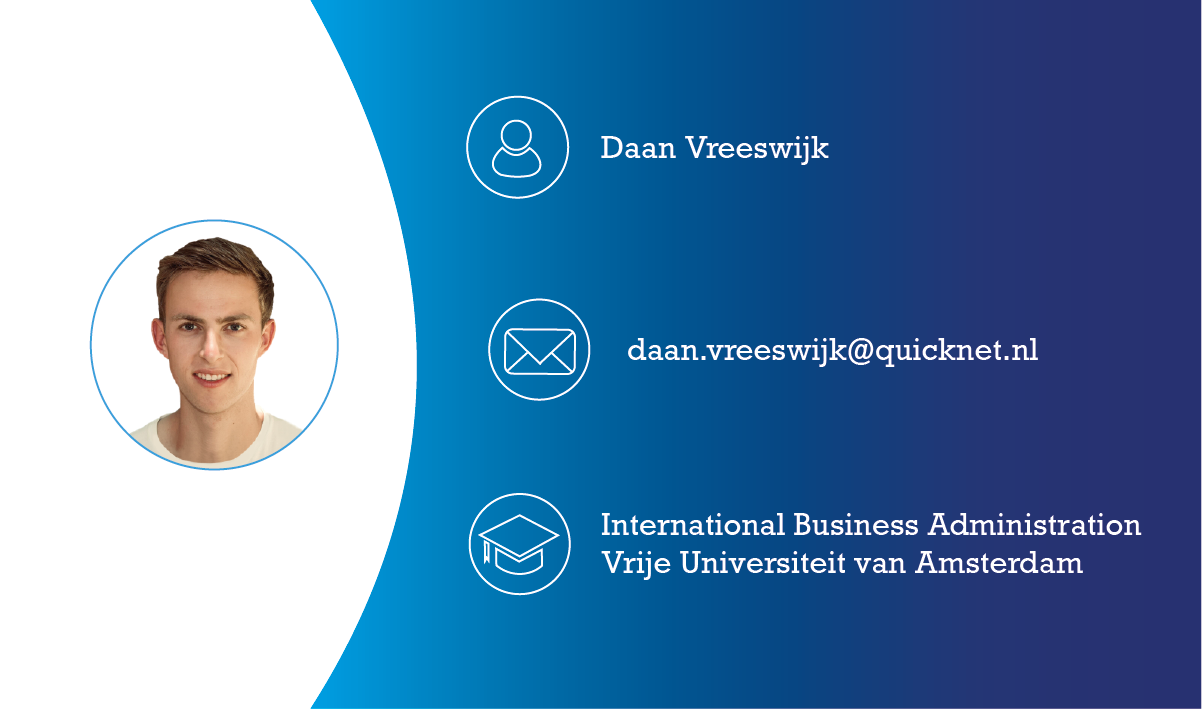 Daan Vreeswijk
daan.vreeswijk@quicknet.nl
International Business Administration
Vrije Universiteit van Amsterdam